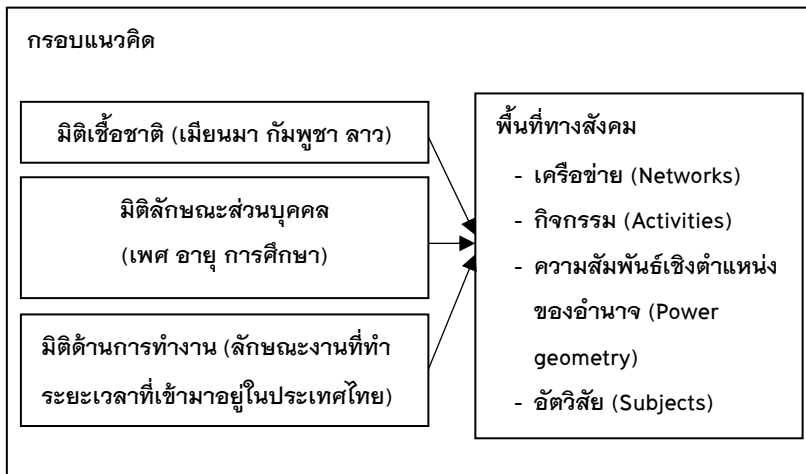 กรอบแนวคิด
มิติเชื้อชาติ (เมียนมา กัมพูชา ลาว)
มิติลักษณะส่วนบุคคล
(เพศ อายุ การศึกษา)
มิติด้านการทำงาน (ลักษณะงานที่ทำ
ระยะเวลาที่เข้ามาอยู่ในประเทศไทย)
พื้นที่ทางสังคม
- เครือข่าย (Networks)
- กิจกรรม (Activities)
- ความสัมพันธ์เชิงตำแหน่ง
ของอำนาจ (Power
geometry)
- อัตวิสัย (Subjects)